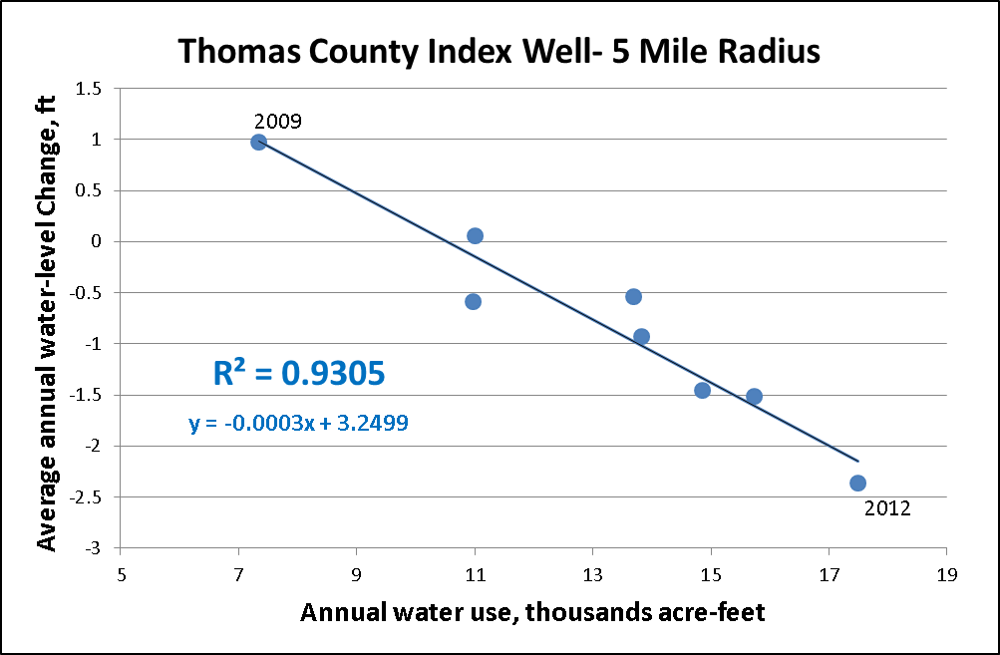 Thomas County Index Well- 5 Mile Radius
Average annual water-level Change, ft
1.5
2009
1
0.5
0
-0.5
-1
R² = 0.9305
-1.5
y = -0.0003x + 3.2499
-2
-2.5
2012
-3
5 7 9 11 13 15 17 19
Annual water use, thousands acre-feet